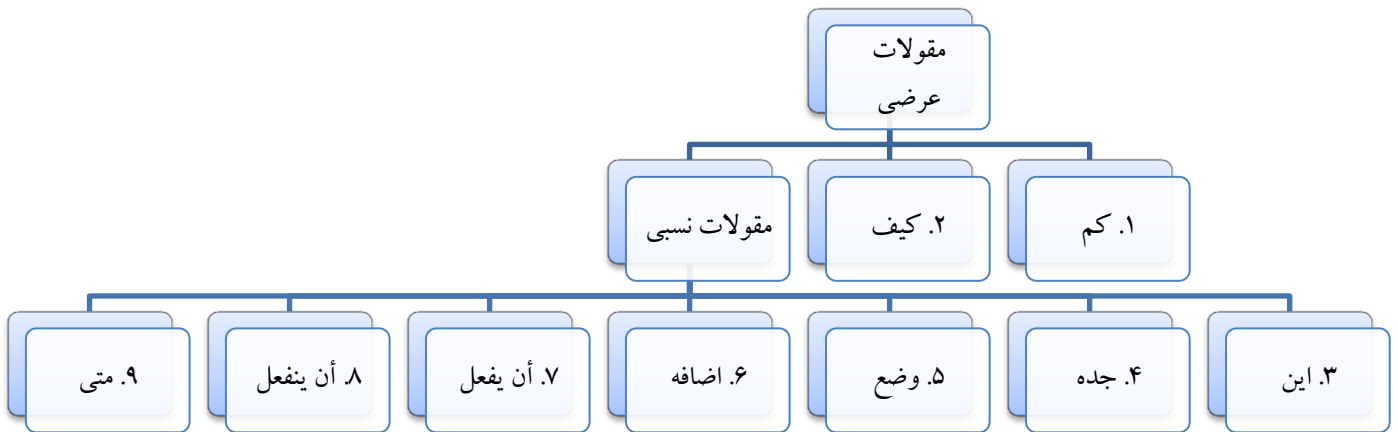 مقولات
عرضی
۱. کم
۲. کیف
مقولات نسبی
۳. این
۴. جده
۵. وضع
۶. اضافه
۷. أن یفعل
۸. أن ینفعل
۹. متی